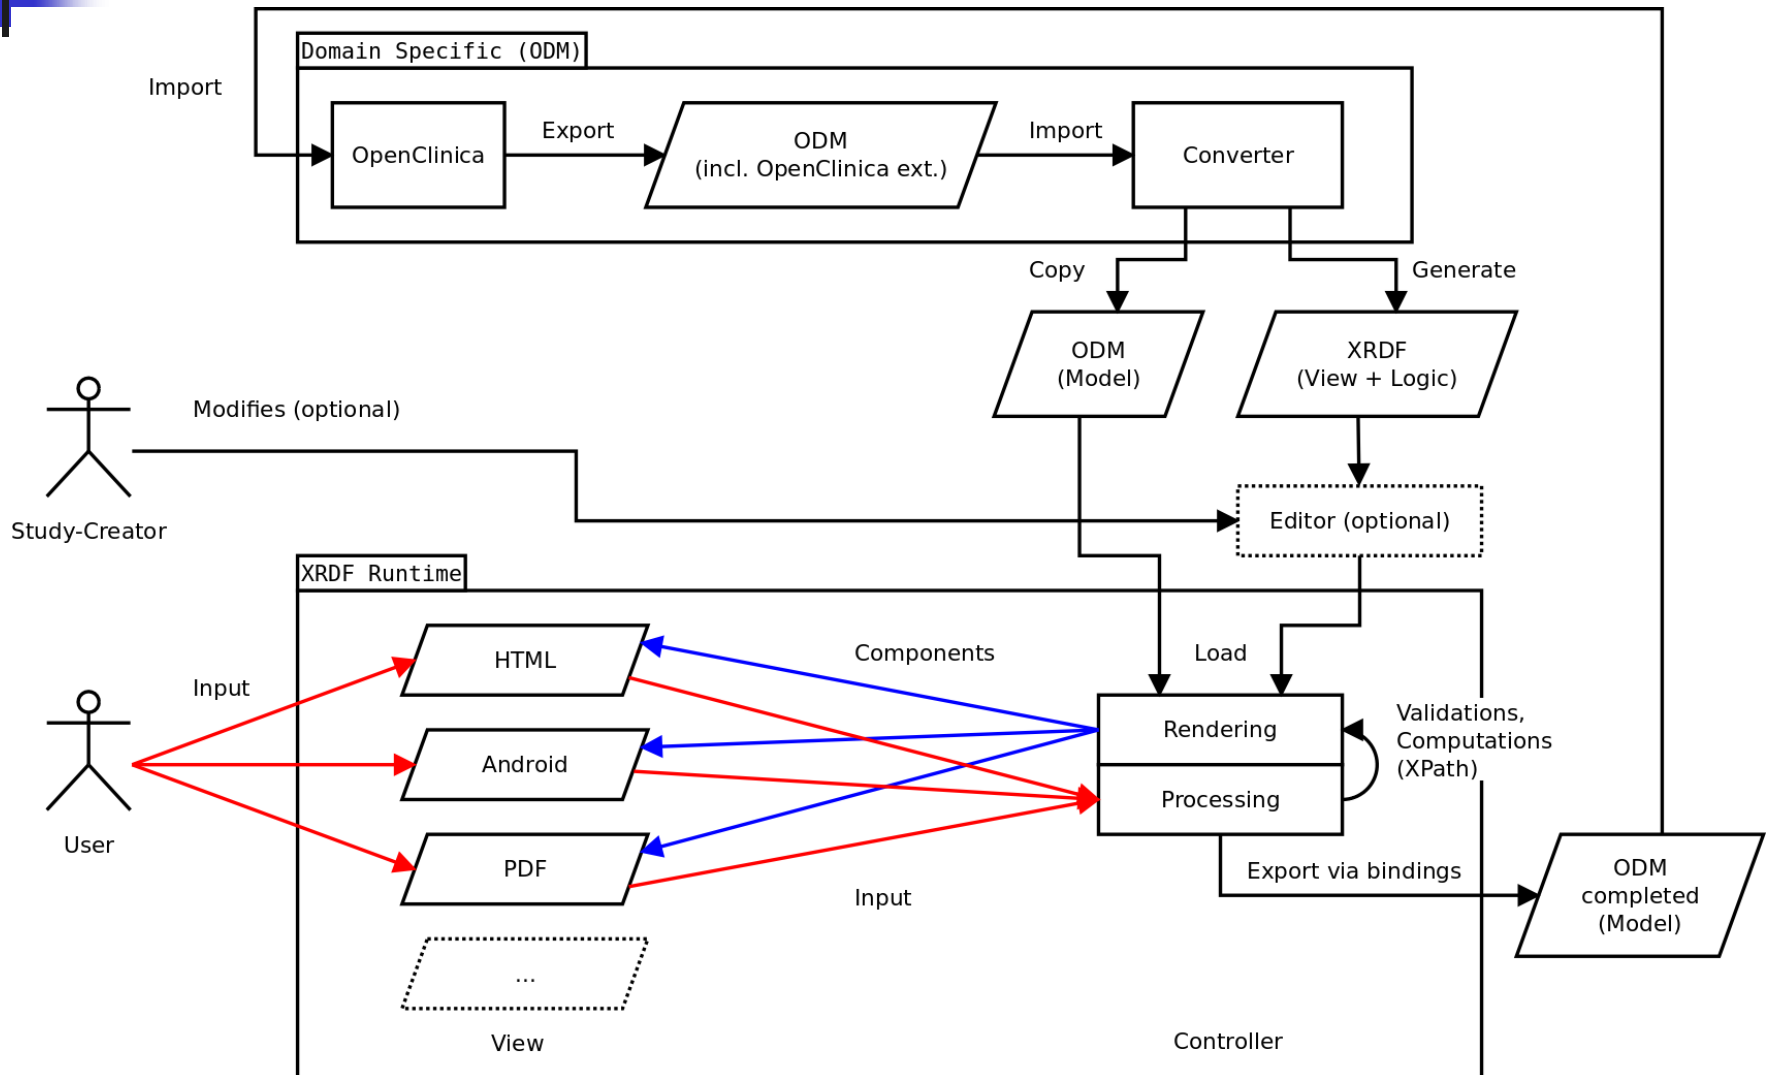 Domain Specific (ODM)
Import
OpenClinica
Export
ODM
(incl. OpenClinica ext.)
Import
Converter
Copy
Generate
ODM
(Model)
XRDF
(View + Logic)
Modifies (optional)
Study-Creator
Editor (optional)
XRDF Runtime
HTML
Components
Load
Input
Rendering
Validations,
Computations
(XPath)
Android
Processing
User
PDF
Export via bindings
ODM
completed
(Model)
Input
...
View
Controller